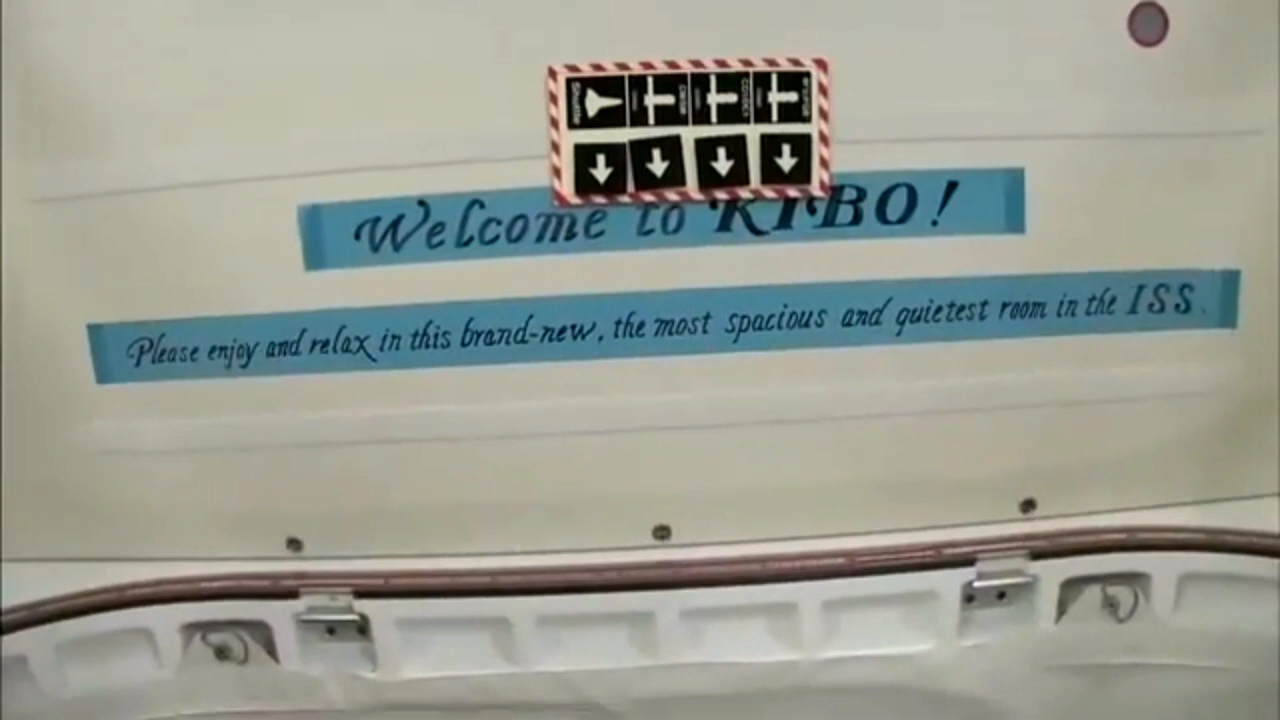 Shuttle
Welcome to KIBO!
Please enjoy and relax in this brand-new, the most spacious and quietest room in the ISS.